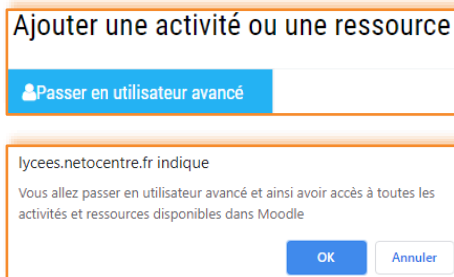 Ajouter une activité ou une ressource
Passer en utilisateur avancé
lycees.netocentre.fr indique
Vous allez passer en utilisateur avancé et ainsi avoir accès à toutes les
activités et ressources disponibles dans Moodle
OK Annuler